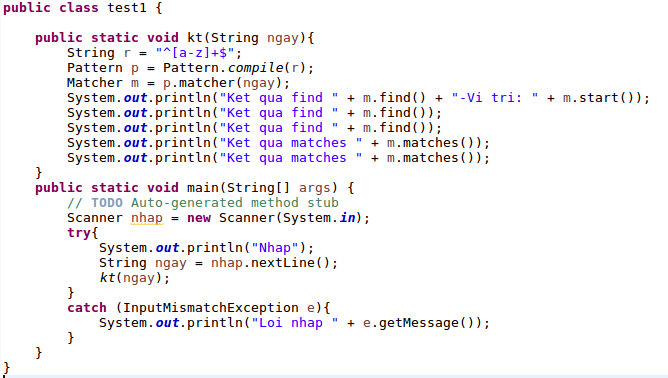 public class test1 {
public static void kt(String ngay){
String r = "^[a-z]+$";
Pattern p = Pattern.compile(r);
Matcher m = p.matcher(ngay);
System.out.println("Ket qua find " + m.find() + "-Vi tri: " + m.start());
System.out.println("Ket qua find " + m.find());
System.out.println("Ket qua find " + m.find());
System.out.println("Ket qua matches " + m.matches());
System.out.println("Ket qua matches " + m.matches());
}
public static void main(String[] args) {
// TODO Auto-generated method stub
Scanner nhap = new Scanner(System.in);
try{
System.out.println("Nhap");
String ngay = nhap.nextLine();
kt(ngay);
}
catch (InputMismatchException e){
System.out.println("Loi nhap " + e.getMessage());
}
}
}